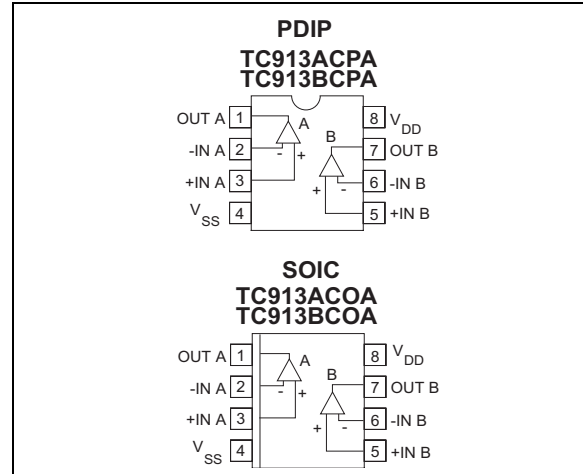 PDIP
TC913ACPA
TC913BCPA
OUT A 1 A 8 VDD
-IN A 2 - + B 7 OUT B
+IN A 3 + - 6 -IN B
VSS 4 5 +IN B
SOIC
TC913ACOA
TC913BCOA
OUT A 1 A 8 VDD
-IN A 2 - + B 7 OUT B
+IN A 3 + - 6 -IN B
VSS 4 5 +IN B